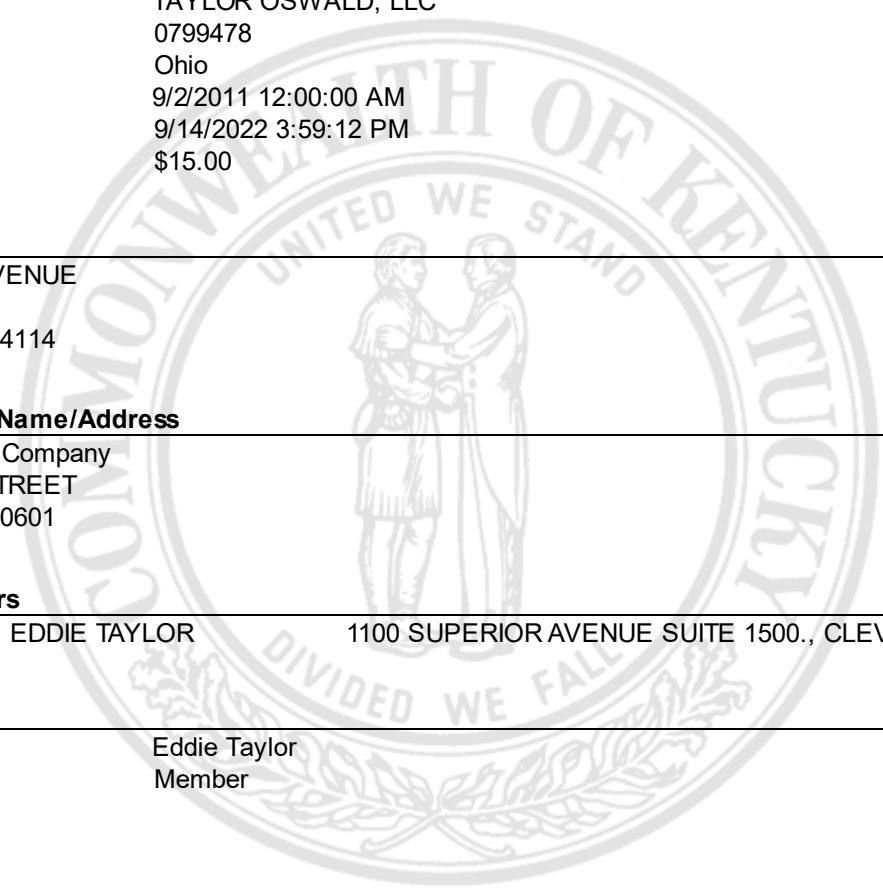 TAYLOR OSWALD, LLC
0799478
Ohio
9/2/2011 12:00:00 AM
9/14/2022 3:59:12 PM
$15.00
VENUE
4114
Name/Address
Company
TREET
0601
rs
EDDIE TAYLOR 1100 SUPERIOR AVENUE SUITE 1500., CLEV
Eddie Taylor
Member
COMMONWEALTH OF KENTUCKY
UNITED WE STAND
DIVIDED WE FALL